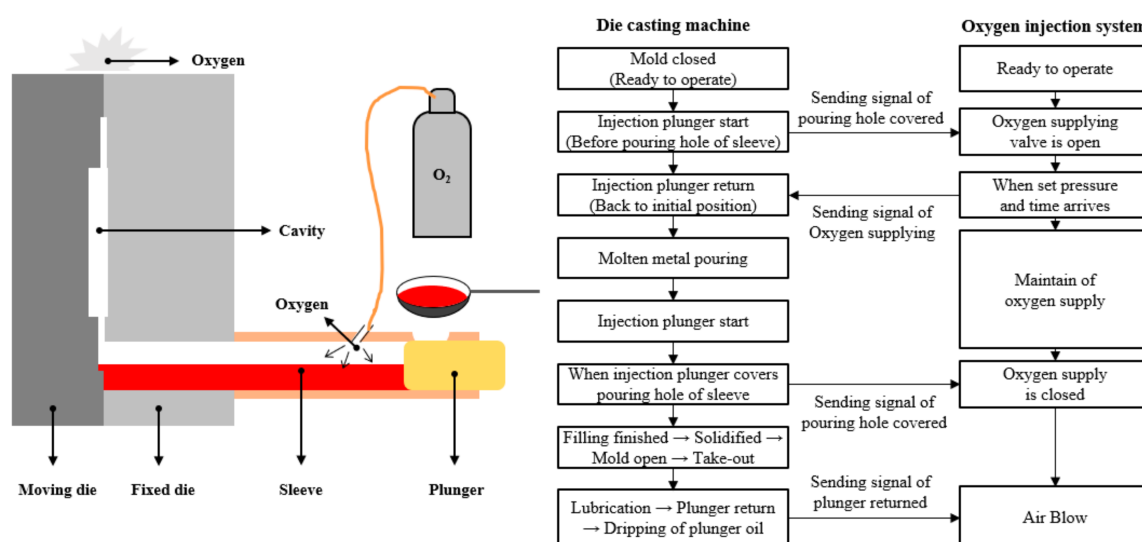 Oxygen
O2
Cavity
Oxygen
Moving die
Fixed die
Sleeve
Plunger
Die casting machine
Mold closed
(Ready to operate)
Injection plunger start
(Before pouring hole of sleeve)
Injection plunger return
(Back to initial position)
Molten metal pouring
Injection plunger start
When injection plunger covers
pouring hole of sleeve
Filling finished → Solidified →
Mold open → Take-out
Lubrication → Plunger return
→ Dripping of plunger oil
Sending signal of
pouring hole covered
Sending signal of
Oxygen supplying
Sending signal of
pouring hole covered
Sending signal of
plunger returned
Oxygen injection system
Ready to operate
Oxygen supplying
valve is open
When set pressure
and time arrives
Maintain of
oxygen supply
Oxygen supply
is closed
Air Blow